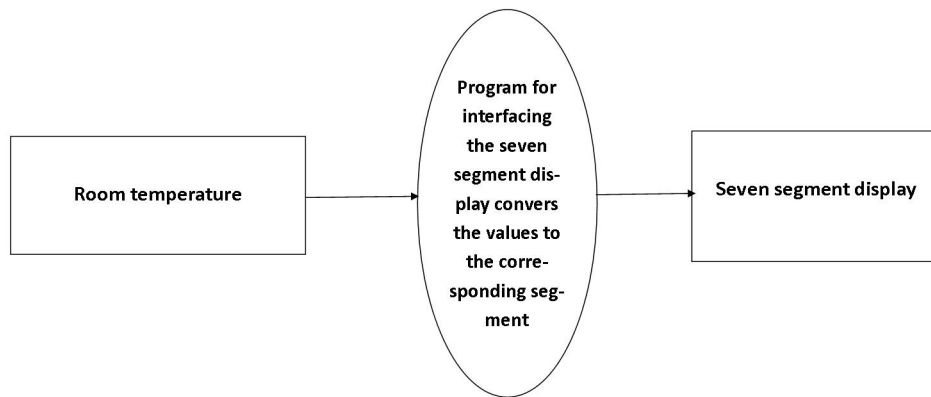 Room temperature
Program for
interfacing
the seven
segment dis-
play convers
the values to
the corre-
sponding seg-
ment
Seven segment display